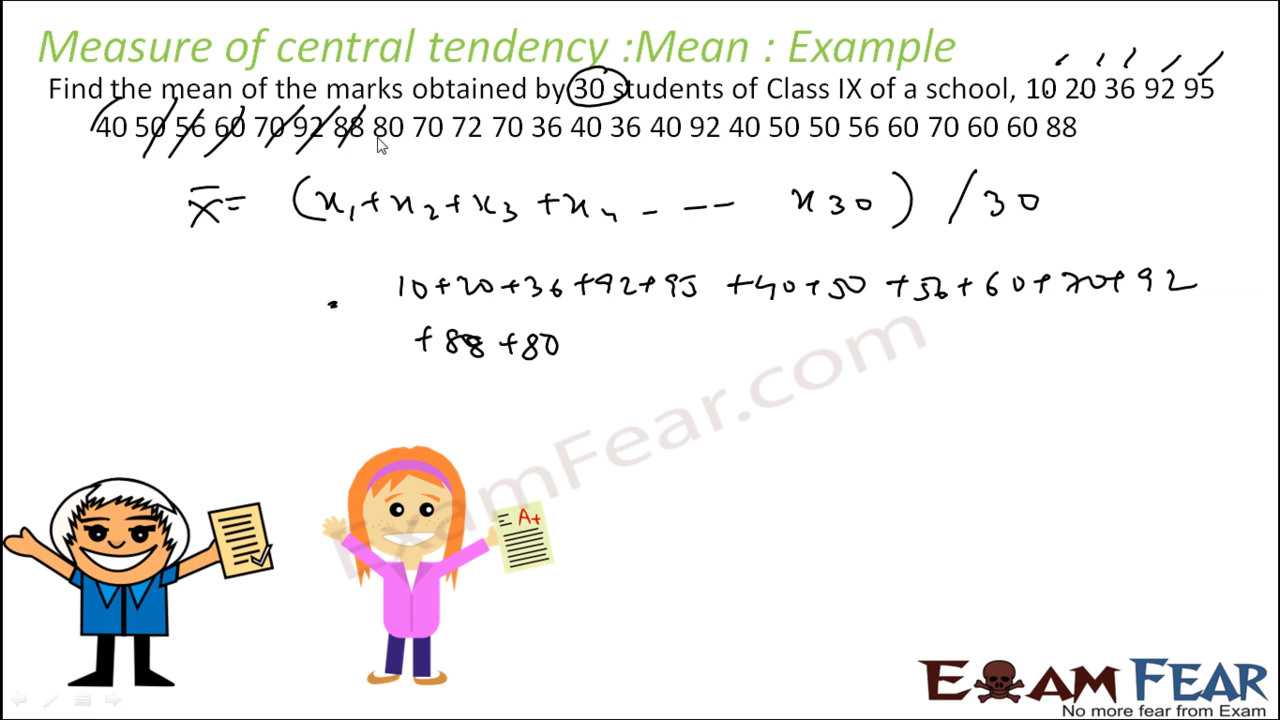 Measure of central tendency :Mean : Example
Find the mean of the marks obtained by 30 students of Class IX of a school, 10 20 36 92 95
40 50 56 60 70 92 88 80 70 72 70 36 40 36 40 92 40 50 50 56 60 70 60 60 88
x̄ = (x1+x2+x3+x4 - -- x30) /30
10+20+36+92+95 +40+50 +56+60+70+92
+88+80
ExamFear.com
A+
EXAM FEAR
No more fear from Exam